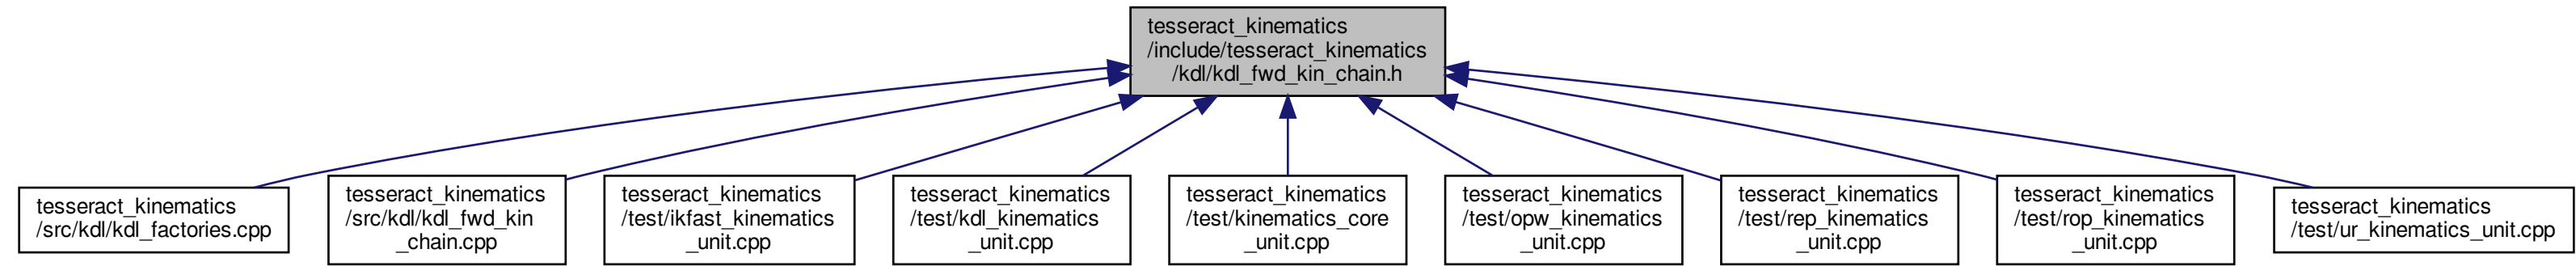 tesseract_kinematics
/include/tesseract_kinematics
/kdl/kdl_fwd_kin_chain.h
tesseract_kinematics
/src/kdl/kdl_factories.cpp
tesseract_kinematics
/src/kdl/kdl_fwd_kin
_chain.cpp
tesseract_kinematics
/test/ikfast_kinematics
_unit.cpp
tesseract_kinematics
/test/kdl_kinematics
_unit.cpp
tesseract_kinematics
/test/kinematics_core
_unit.cpp
tesseract_kinematics
/test/opw_kinematics
_unit.cpp
tesseract_kinematics
/test/rep_kinematics
_unit.cpp
tesseract_kinematics
/test/rop_kinematics
_unit.cpp
tesseract_kinematics
/test/ur_kinematics_unit.cpp